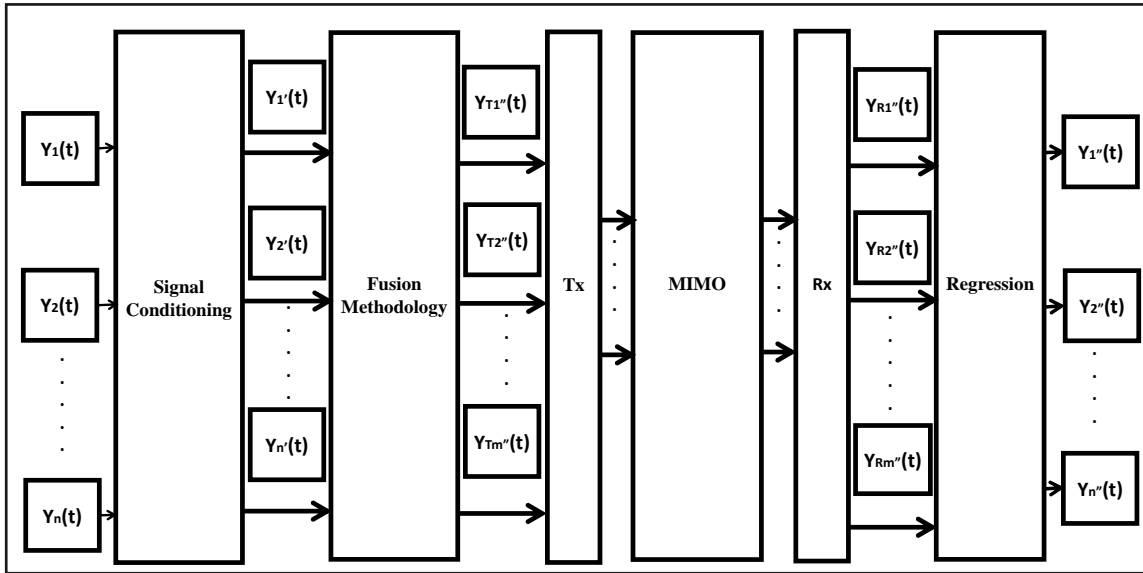 Y1(t)
Y2(t)
Yn(t)
Signal
Conditioning
Y1'(t)
Y2'(t)
Yn'(t)
Fusion
Methodology
YT1"(t)
YT2"(t)
YTm"(t)
Tx
MIMO
Rx
YR1"(t)
YR2"(t)
YRm"(t)
Regression
Y1"(t)
Y2"(t)
Yn"(t)